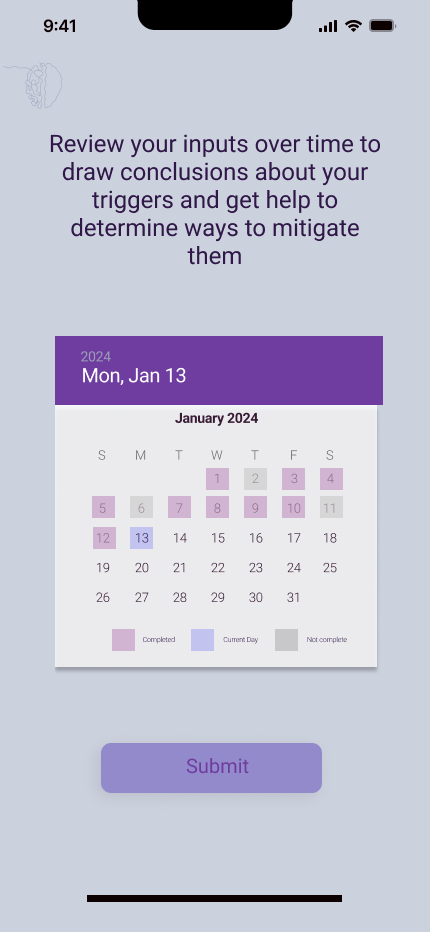 9:41
Review your inputs over time to
draw conclusions about your
triggers and get help to
determine ways to mitigate
them
2024
Mon, Jan 13
January 2024
S M T W T F S
1 2 3 4
5 6 7 8 9 10 11
12 13 14 15 16 17 18
19 20 21 22 23 24 25
26 27 28 29 30 31
Completed Current Day Not complete
Submit